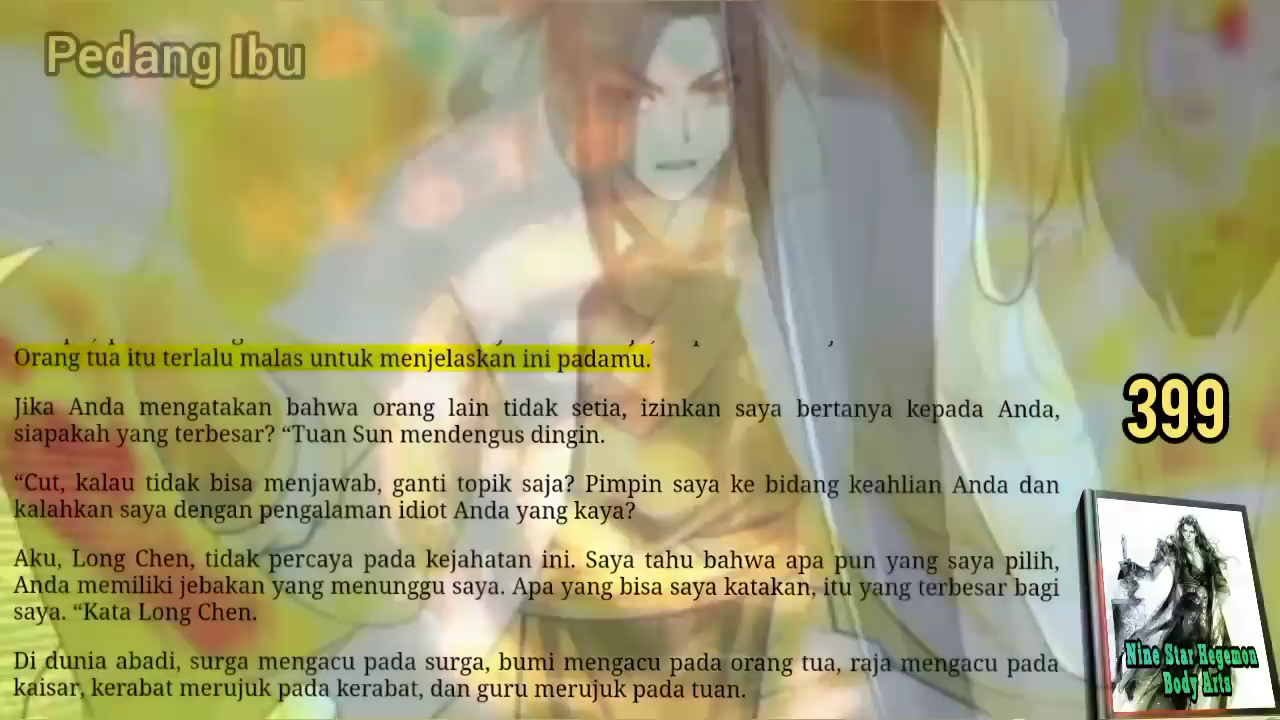 Pedang Ibu
Orang tua itu terlalu malas untuk menjelaskan ini padamu.
Jika Anda mengatakan bahwa orang lain tidak setia, izinkan saya bertanya kepada Anda,
siapakah yang terbesar? “Tuan Sun mendengus dingin.
“Cut, kalau tidak bisa menjawab, ganti topik saja? Pimpin saya ke bidang keahlian Anda dan
kalahkan saya dengan pengalaman idiot Anda yang kaya?
Aku, Long Chen, tidak percaya pada kejahatan ini. Saya tahu bahwa apa pun yang saya pilih,
Anda memiliki jebakan yang menunggu saya. Apa yang bisa saya katakan, itu yang terbesar bagi
saya. “Kata Long Chen.
Di dunia abadi, surga mengacu pada surga, bumi mengacu pada orang tua, raja mengacu pada
kaisar, kerabat merujuk pada kerabat, dan guru merujuk pada tuan.
399
Nine Star Hegemon
Body Arts